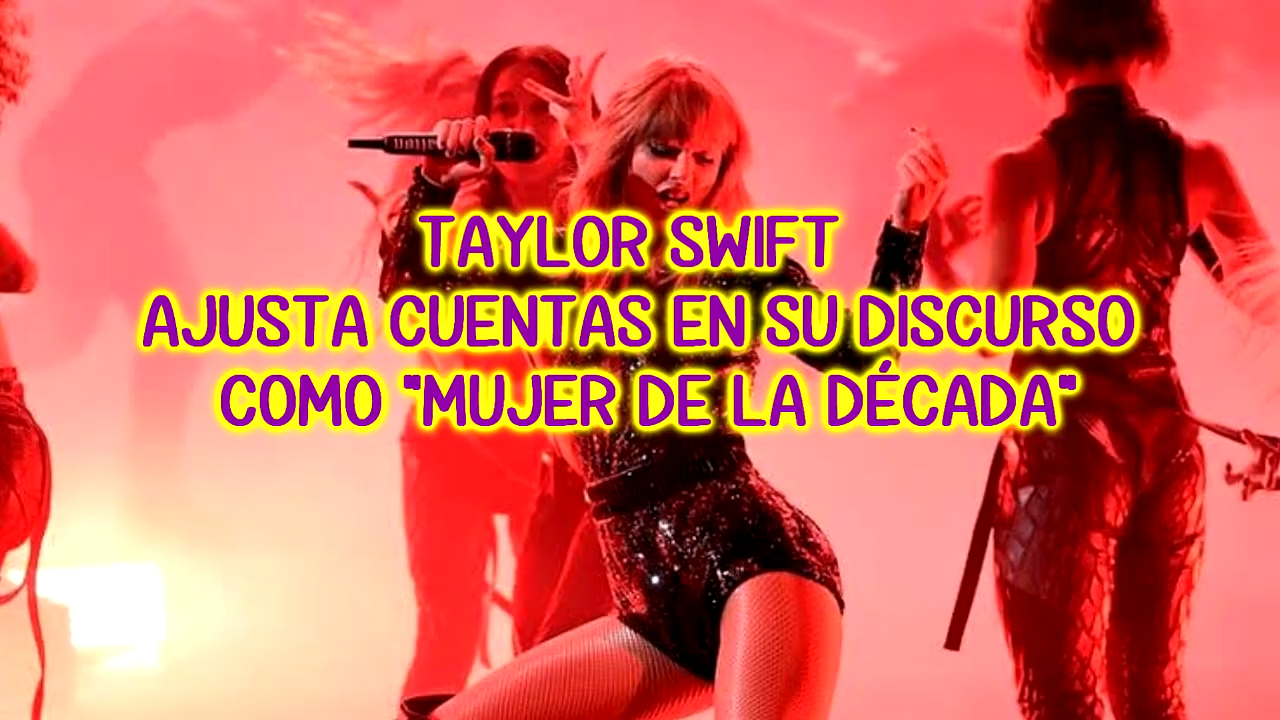 TAYLOR SWIFT
AJUSTA CUENTAS EN SU DISCURSO
COMO "MUJER DE LA DÉCADA"